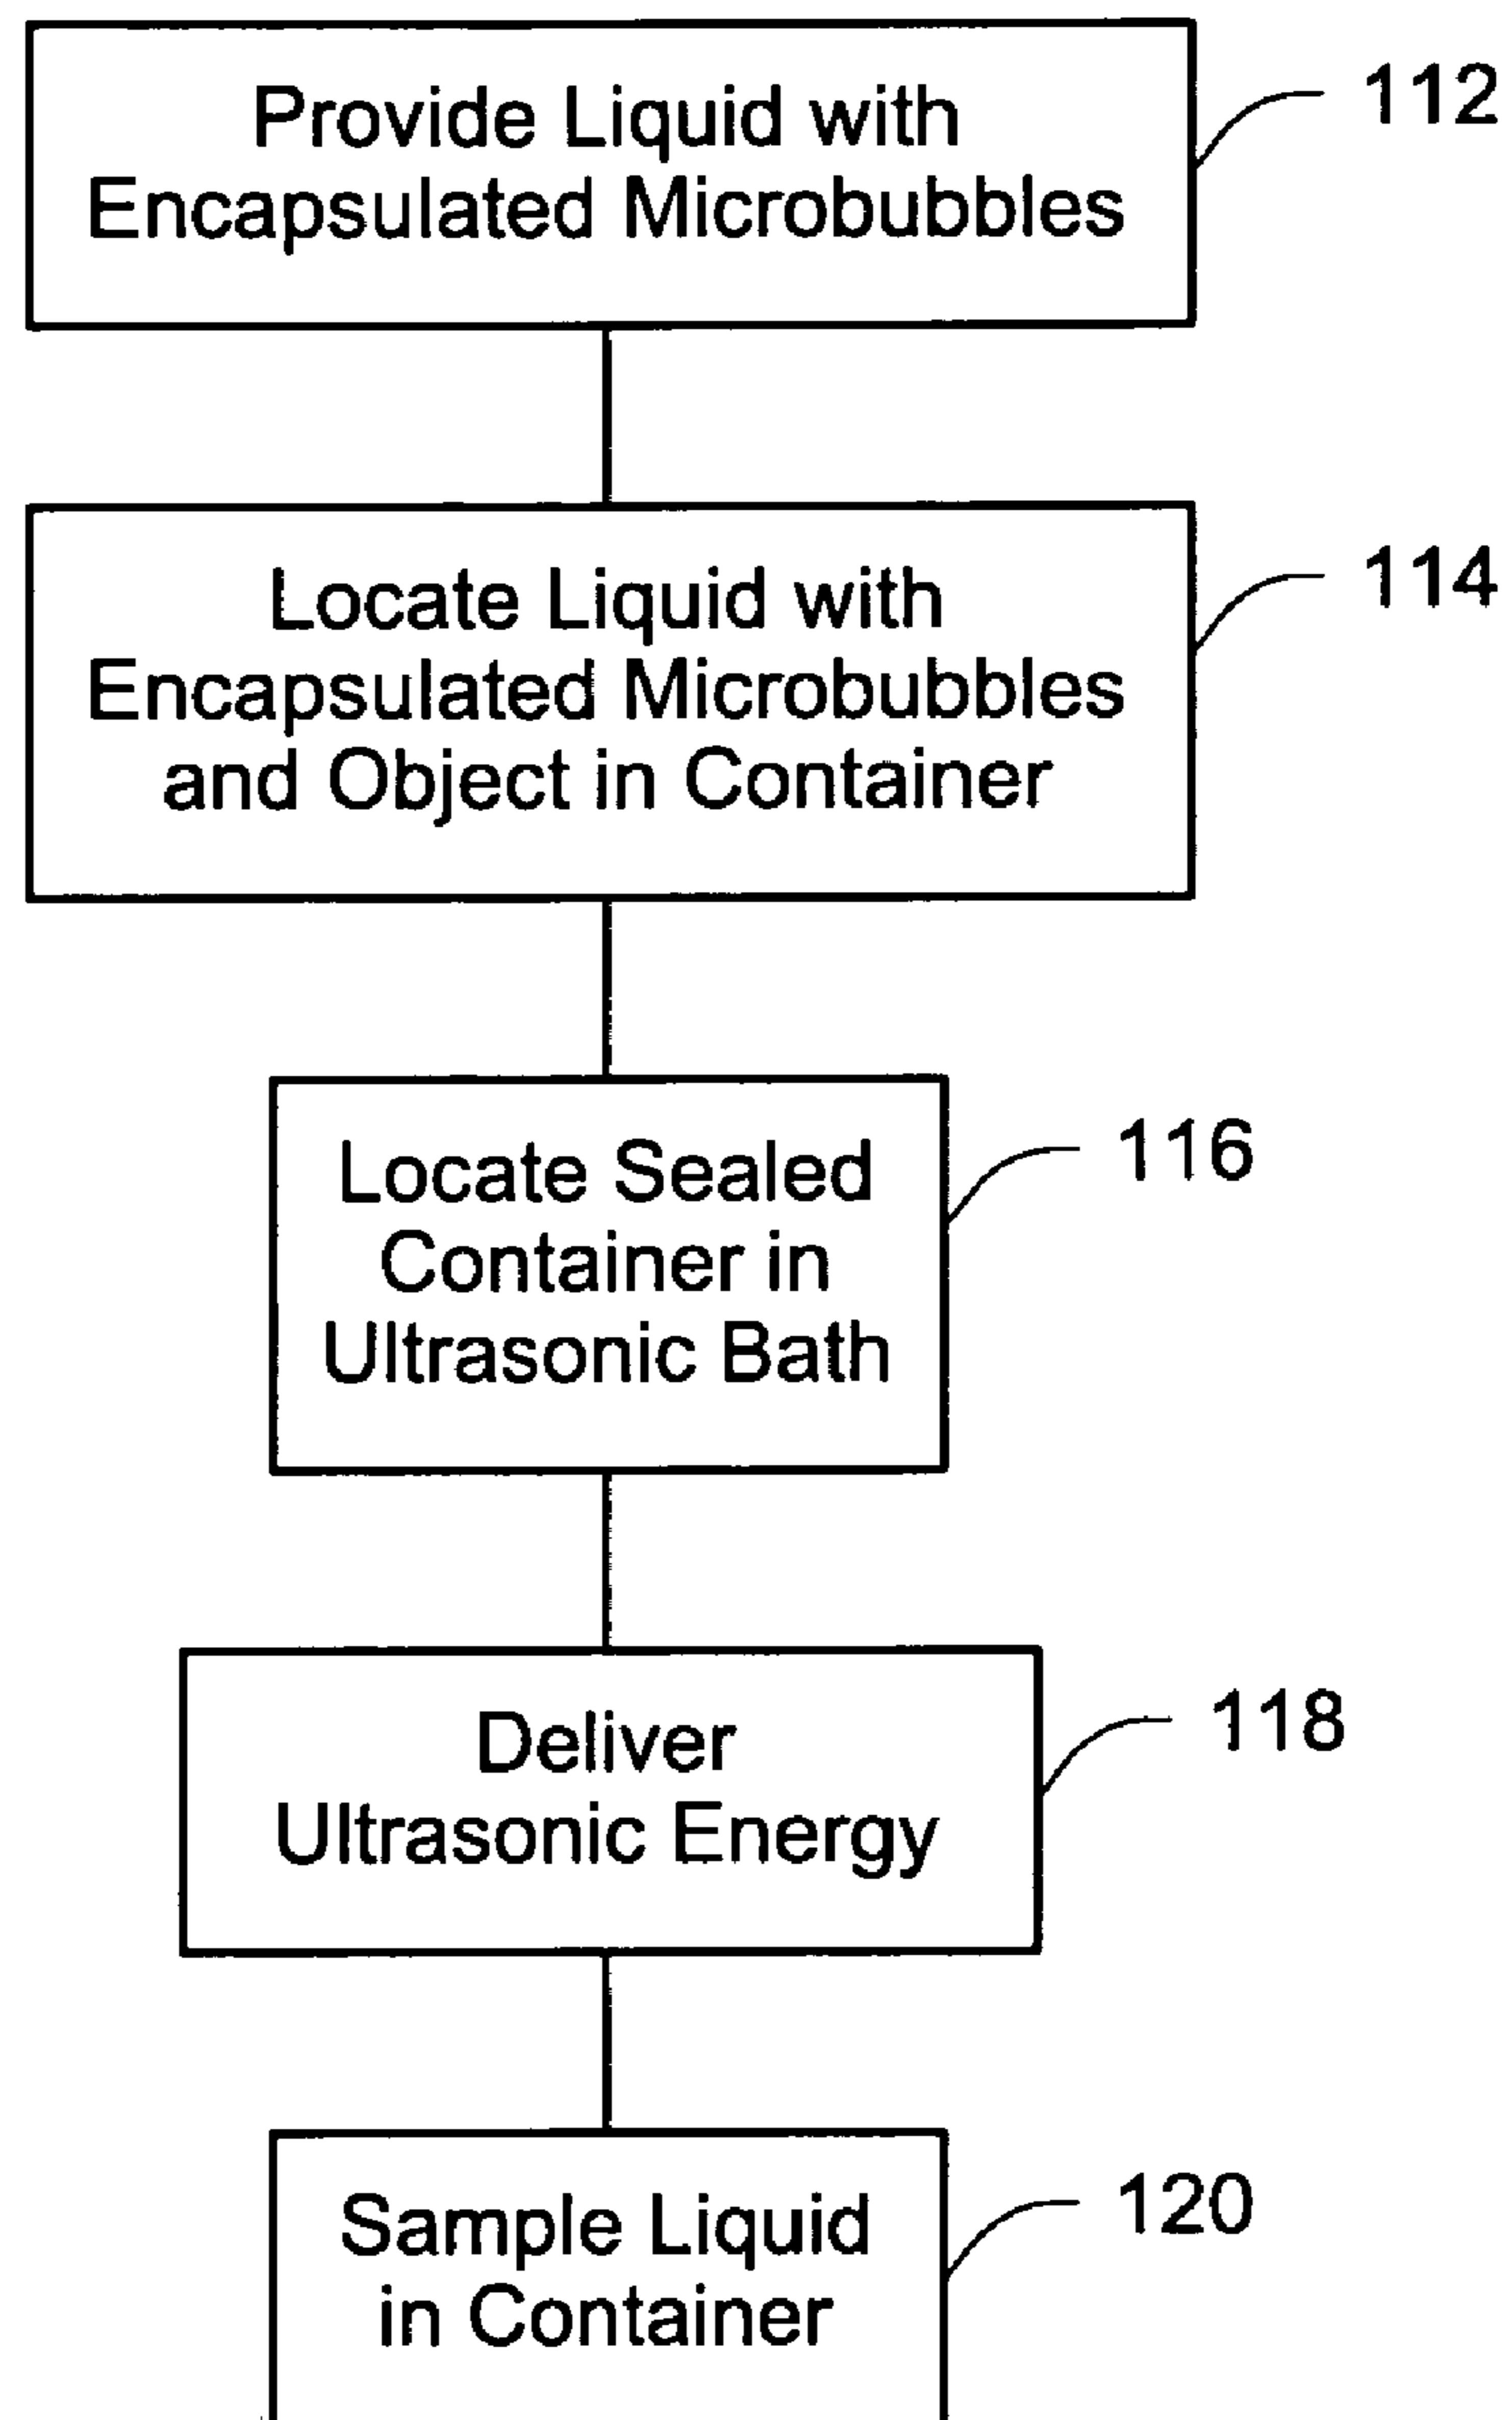 Provide Liquid with
Encapsulated Microbubbles
112
Locate Liquid with
Encapsulated Microbubbles
and Object in Container
114
Locate Sealed
Container in
Ultrasonic Bath
116
Deliver
Ultrasonic Energy
118
Sample Liquid
in Container
120